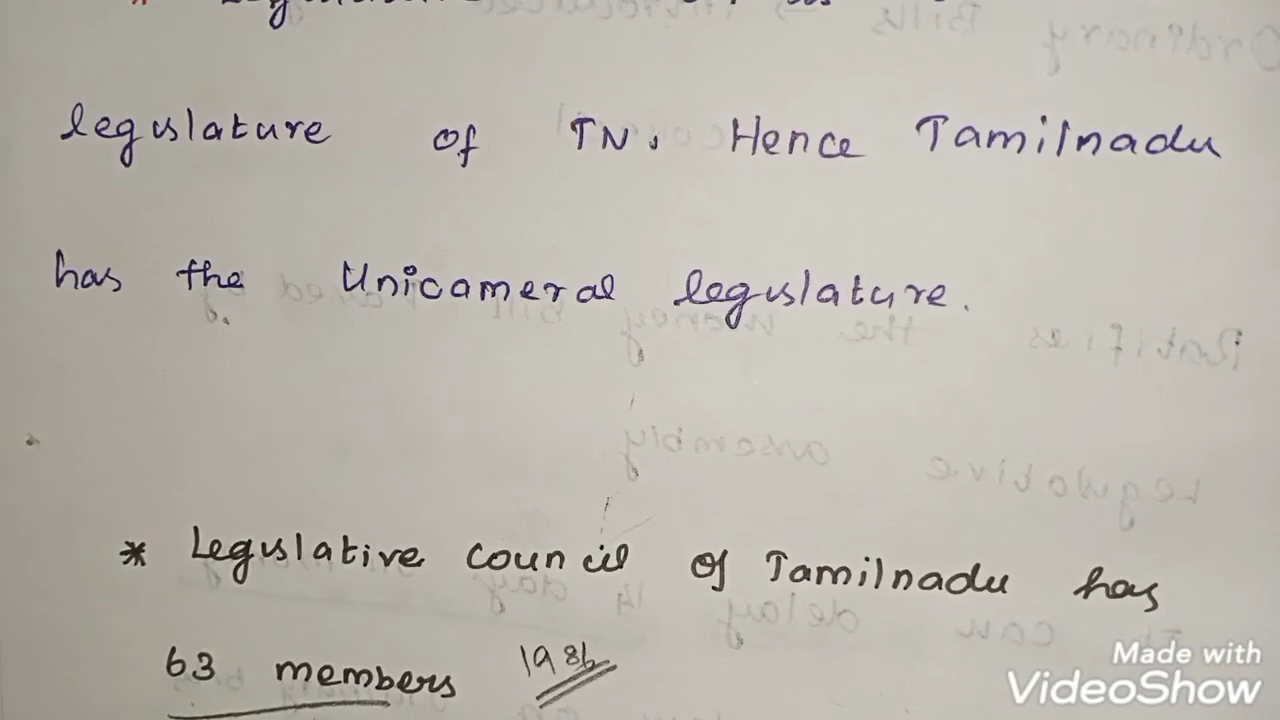 legislature of TN. Hence Tamilnadu
has the Unicameral legislature.
* Legislative council of Tamilnadu has
63 members 1986
Made with
VideoShow